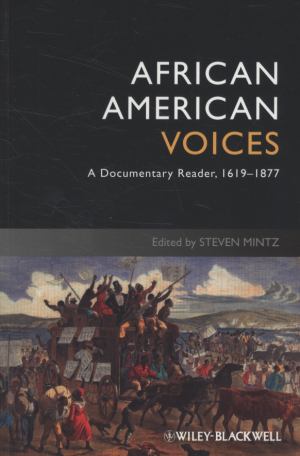 AFRICAN
AMERICAN
VOICES
A Documentary Reader, 1619–1877
Edited by STEVEN MINTZ
WILEY-BLACKWELL